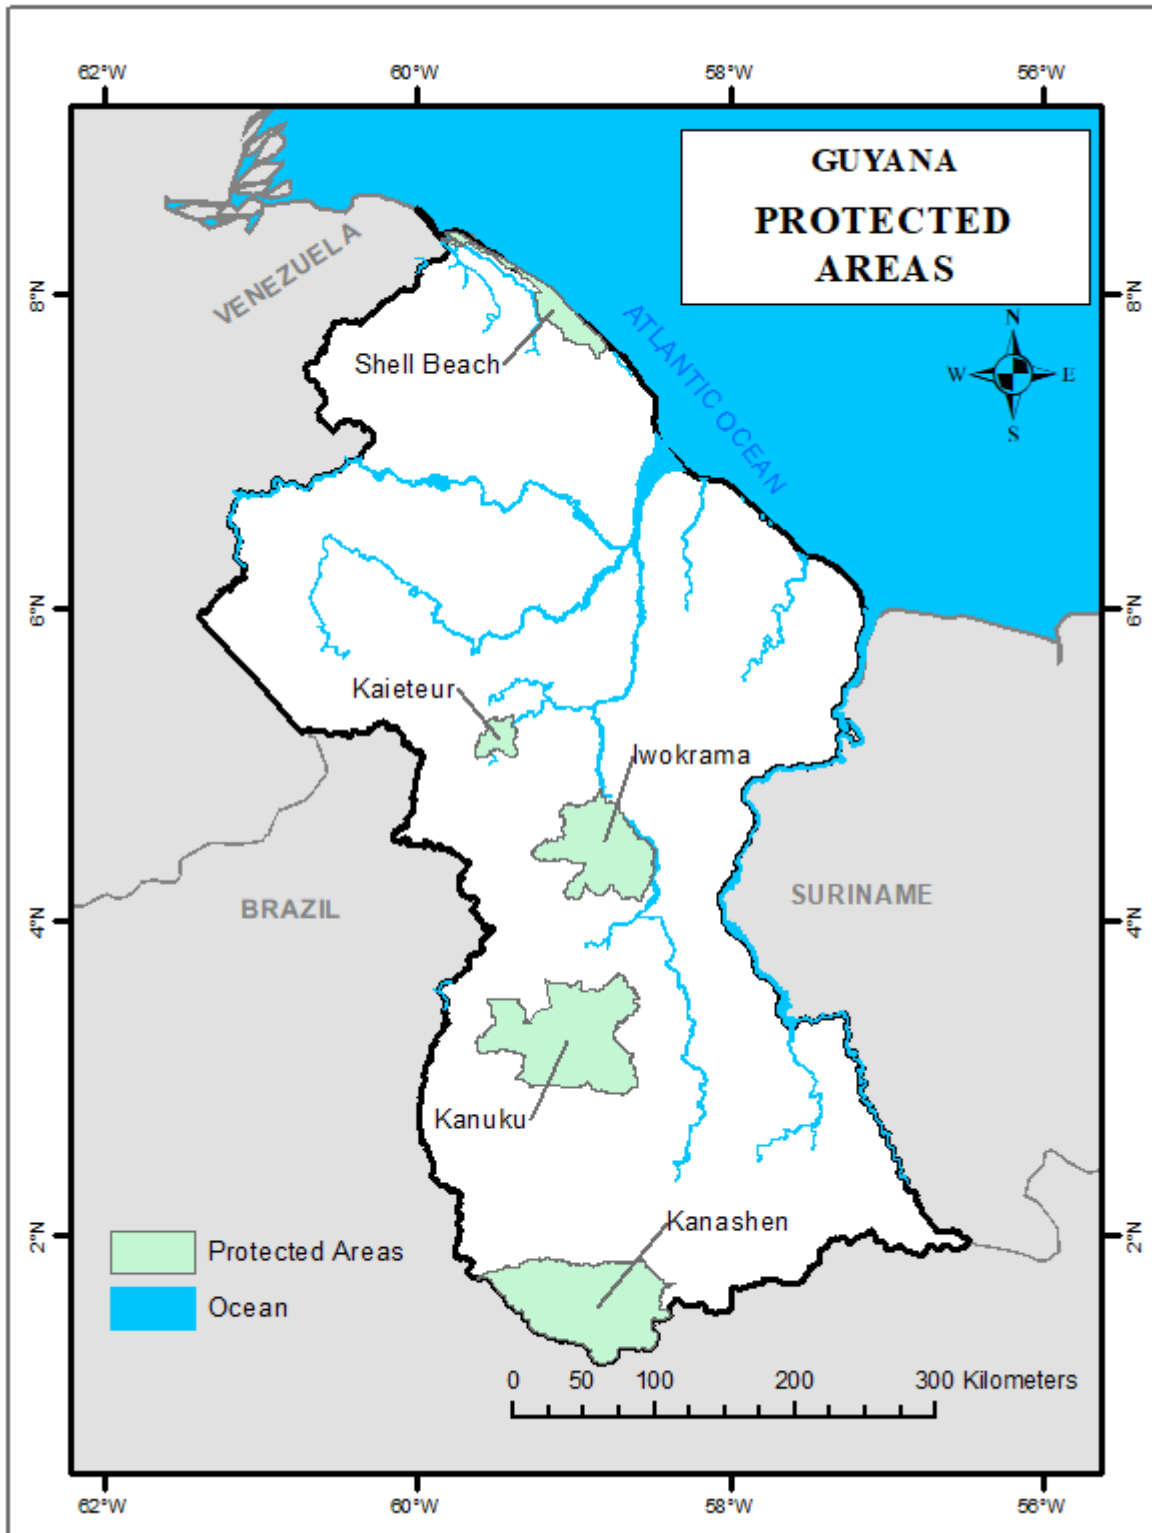 62°W 60°W 58°W 56°W
GUYANA
PROTECTED
AREAS
VENEZUELA
8°N 8°N
N
W E
S
ATLANTIC OCEAN
Shell Beach
6°N 6°N
Kaieteur
Iwokrama
BRAZIL
SURINAME
4°N 4°N
Kanuku
Kanashen
2°N 2°N
Protected Areas
Ocean
0 50 100 200 300 Kilometers
62°W 60°W 58°W 56°W